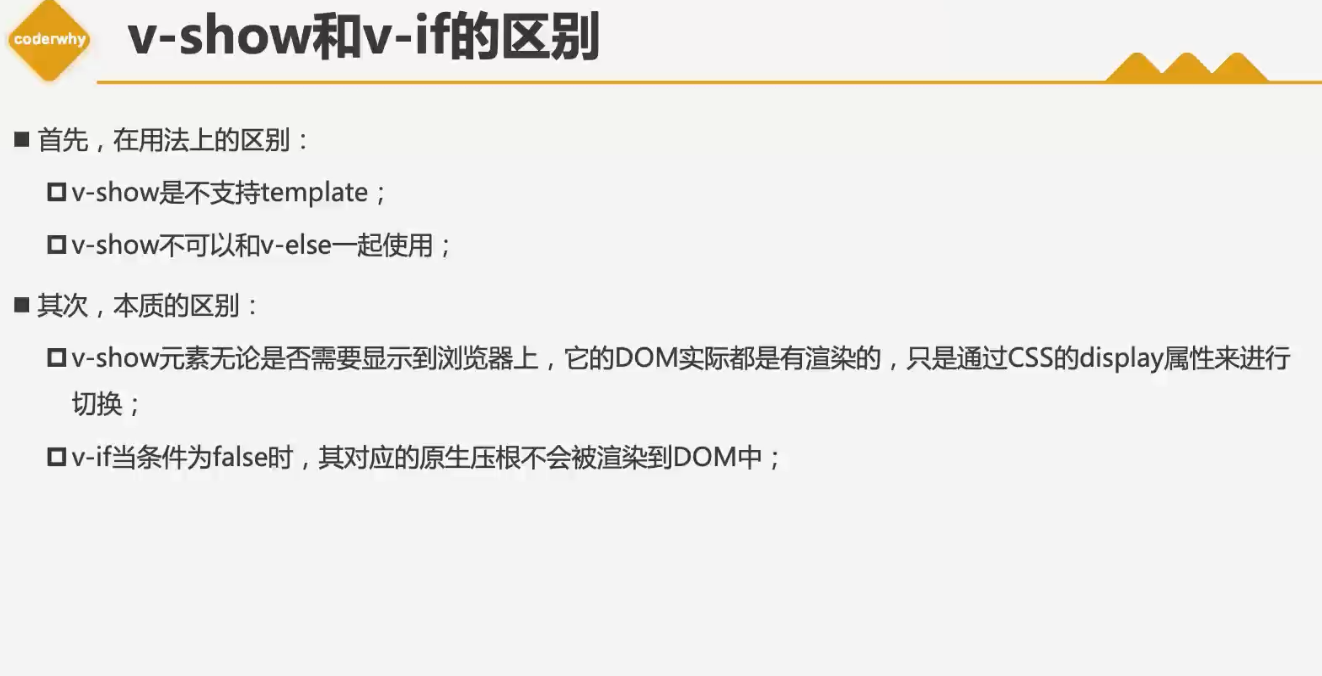 coderwhy
v-show和v-if的区别
首先，在用法上的区别：
v-show是不支持template；
v-show不可以和v-else一起使用；
其次，本质的区别：
v-show元素无论是否需要显示到浏览器上，它的DOM实际都是有渲染的，只是通过CSS的display属性来进行
切换；
v-if当条件为false时，其对应的原生压根不会被渲染到DOM中；